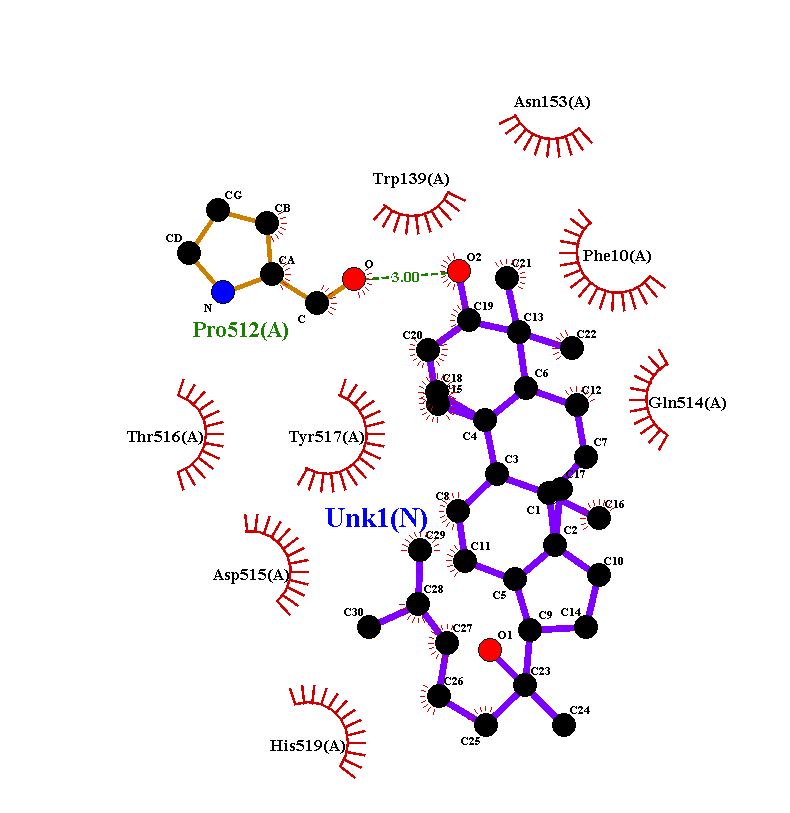 Asn153(A)
Trp139(A)
CG
CB
Phe10(A)
CD
CA
O
3.00
O2
C21
N
C
C19
C13
Pro512(A)
C20
C22
C18
C15
C6
C12
Gln514(A)
Thr516(A)
Tyr517(A)
C4
C3
C7
C17
C8
C1
C16
Unk1(N)
C2
C29
C11
C10
Asp515(A)
C5
C28
C30
C9
C14
C27
O1
C23
C26
C24
C25
His519(A)